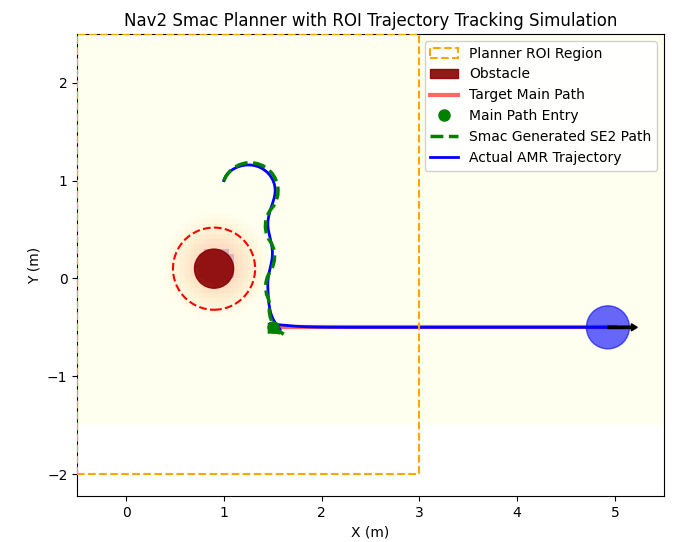 Nav2 Smac Planner with ROI Trajectory Tracking Simulation
Planner ROI Region
Obstacle
Target Main Path
Main Path Entry
Smac Generated SE2 Path
Actual AMR Trajectory
Y (m)
2
1
0
−1
−2
0 1 2 3 4 5
X (m)